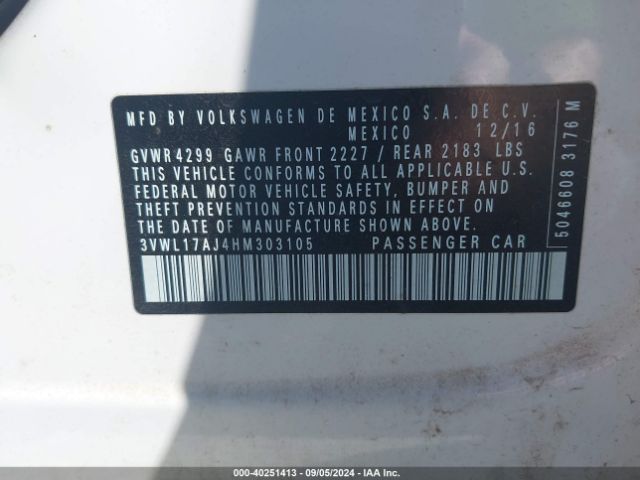 MFD BY VOLKSWAGEN DE MEXICO S.A. DE C.V.
MEXICO 12/16
GVWR 4299 GAWR FRONT 2227 / REAR 2183 LBS
THIS VEHICLE CONFORMS TO ALL APPLICABLE U.S.
FEDERAL MOTOR VEHICLE SAFETY, BUMPER AND
THEFT PREVENTION STANDARDS IN EFFECT ON
THE DATE OF MANUFACTURE SHOWN ABOVE.
3VWL17AJ4HM303105 PASSENGER CAR
5046608 3176 M
000-40251413 - 09/05/2024 - IAA Inc.